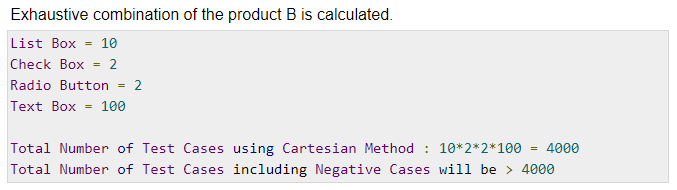 Exhaustive combination of the product B is calculated.
List Box = 10
Check Box = 2
Radio Button = 2
Text Box = 100
Total Number of Test Cases using Cartesian Method : 10*2*2*100 = 4000
Total Number of Test Cases including Negative Cases will be > 4000